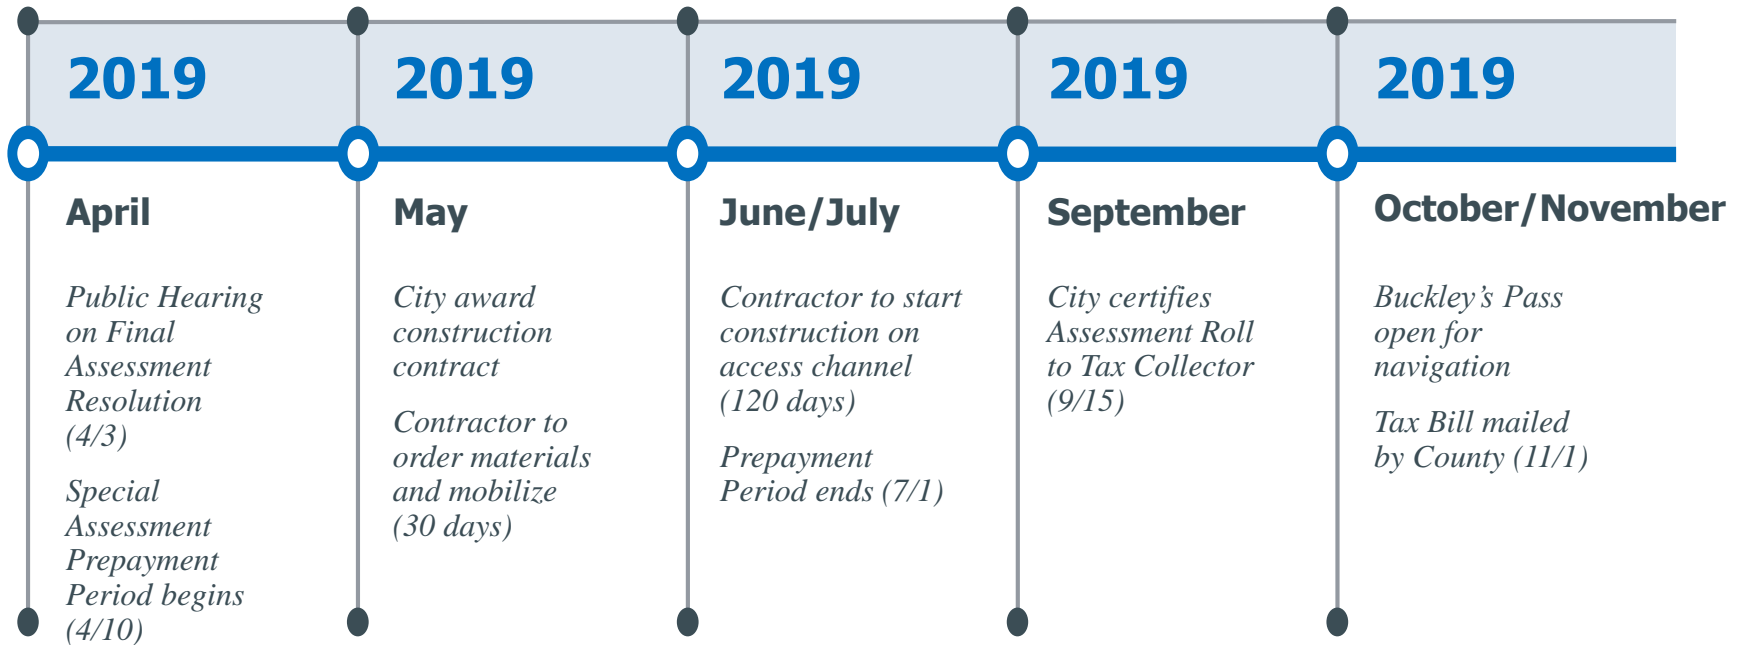 2019
April
Public Hearing
on Final
Assessment
Resolution
(4/3)
Special
Assessment
Prepayment
Period begins
(4/10)
2019
May
City award
construction
contract
Contractor to
order materials
and mobilize
(30 days)
2019
June/July
Contractor to start
construction on
access channel
(120 days)
Prepayment
Period ends (7/1)
2019
September
City certifies
Assessment Roll
to Tax Collector
(9/15)
2019
October/November
Buckley’s Pass
open for
navigation
Tax Bill mailed
by County (11/1)